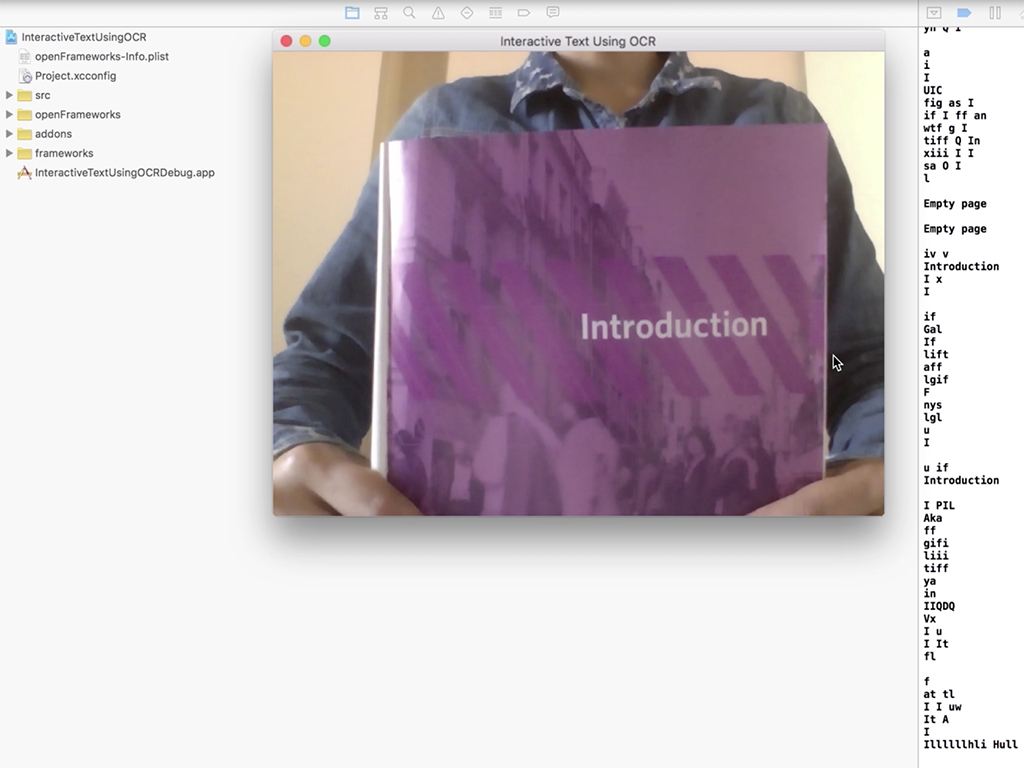 InteractiveTextUsingOCR
openFrameworks-Info.plist
Project.xcconfig
src
openFrameworks
addons
frameworks
InteractiveTextUsingOCRDebug.app
Interactive Text Using OCR
Introduction
a
i
I
UIC
fig as I
if I ff an
wtf g I
tiff Q In
xiii I I
sa O I
l
Empty page
Empty page
iv v
Introduction
I x
I
if
Gal
If
lift
aff
lgif
F
nys
lgl
u
I
u if
Introduction
I PIL
Aka
ff
gifi
liii
tiff
ya
in
IIQDQ
Vx
I u
I It
fl
f
at tl
I I uw
It A
I
Illllllhli Hull